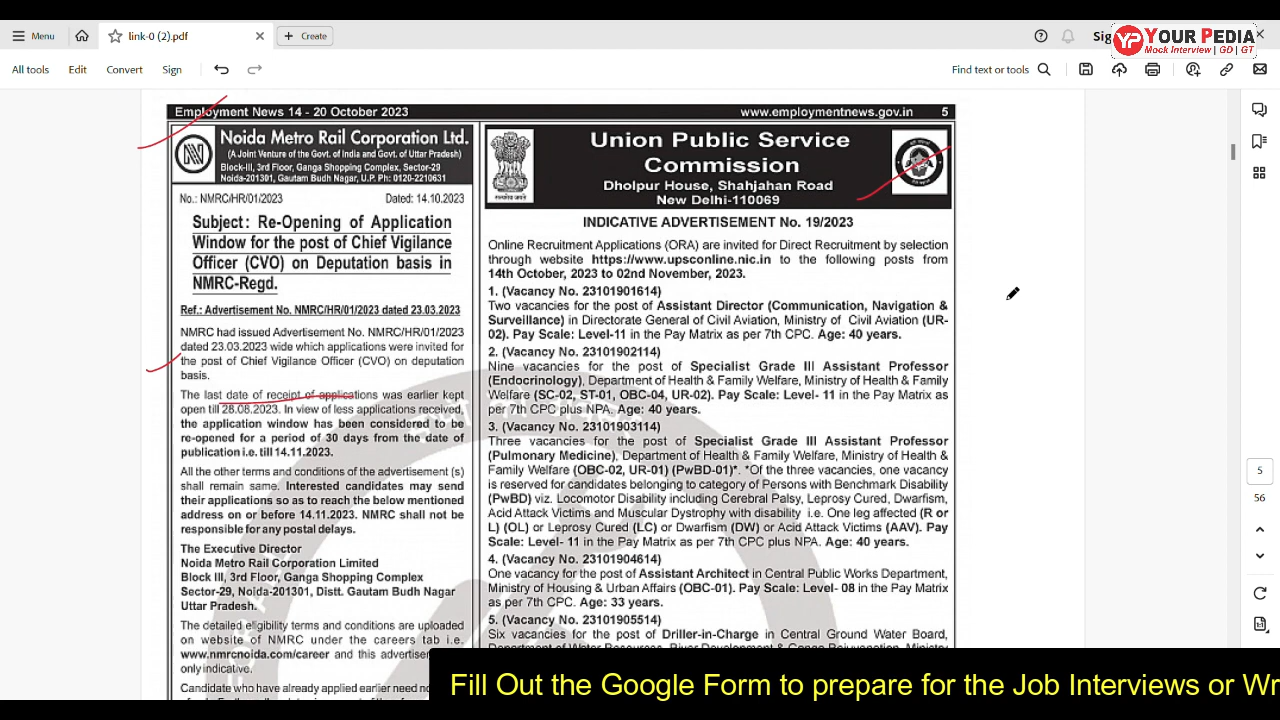 Menu
link-0 (2).pdf
Create
Sig
YP YOUR PEDIA
Mock Interview | GD | GT
All tools
Edit
Convert
Sign
Find text or tools
Employment News 14 - 20 October 2023
www.employmentnews.gov.in 5
Noida Metro Rail Corporation Ltd.
(A Joint Venture of the Govt. of India and Govt. of Uttar Pradesh)
Block-III, 3rd Floor, Ganga Shopping Complex, Sector-29
Noida-201301, Gautam Budh Nagar, U.P. Ph: 0120-2210631
No.: NMRC/HR/01/2023 Dated: 14.10.2023
Subject: Re-Opening of Application
Window for the post of Chief Vigilance
Officer (CVO) on Deputation basis in
NMRC-Regd.
Ref.: Advertisement No. NMRC/HR/01/2023 dated 23.03.2023
NMRC had issued Advertisement No. NMRC/HR/01/2023
dated 23.03.2023 wide which applications were invited for
the post of Chief Vigilance Officer (CVO) on deputation
basis.
The last date of receipt of applications was earlier kept
open till 28.08.2023. In view of less applications received,
the application window has been considered to be
re-opened for a period of 30 days from the date of
publication i.e. till 14.11.2023.
All the other terms and conditions of the advertisement (s)
shall remain same. Interested candidates may send
their applications so as to reach the below mentioned
address on or before 14.11.2023. NMRC shall not be
responsible for any postal delays.
The Executive Director
Noida Metro Rail Corporation Limited
Block III, 3rd Floor, Ganga Shopping Complex
Sector-29, Noida-201301, Distt. Gautam Budh Nagar
Uttar Pradesh.
The detailed eligibility terms and conditions are uploaded
on website of NMRC under the careers tab i.e.
www.nmrcnoida.com/career and this advertise
only indicative.
Candidate who have already applied earlier need no
सत्यमेव जयते
Union Public Service
Commission
Dholpur House, Shahjahan Road
New Delhi-110069
INDICATIVE ADVERTISEMENT No. 19/2023
Online Recruitment Applications (ORA) are invited for Direct Recruitment by selection
through website https://www.upsconline.nic.in to the following posts from
14th October, 2023 to 02nd November, 2023.
1. (Vacancy No. 23101901614)
Two vacancies for the post of Assistant Director (Communication, Navigation &
Surveillance) in Directorate General of Civil Aviation, Ministry of Civil Aviation (UR-
02). Pay Scale: Level-11 in the Pay Matrix as per 7th CPC. Age: 40 years.
2. (Vacancy No. 23101902114)
Nine vacancies for the post of Specialist Grade III Assistant Professor
(Endocrinology), Department of Health & Family Welfare, Ministry of Health & Family
Welfare (SC-02, ST-01, OBC-04, UR-02). Pay Scale: Level- 11 in the Pay Matrix as
per 7th CPC plus NPA. Age: 40 years.
3. (Vacancy No. 23101903114)
Three vacancies for the post of Specialist Grade III Assistant Professor
(Pulmonary Medicine), Department of Health & Family Welfare, Ministry of Health &
Family Welfare (OBC-02, UR-01) (PwBD-01)*. *Of the three vacancies, one vacancy
is reserved for candidates belonging to category of Persons with Benchmark Disability
(PwBD) viz. Locomotor Disability including Cerebral Palsy, Leprosy Cured, Dwarfism,
Acid Attack Victims and Muscular Dystrophy with disability i.e. One leg affected (R or
L) (OL) or Leprosy Cured (LC) or Dwarfism (DW) or Acid Attack Victims (AAV). Pay
Scale: Level- 11 in the Pay Matrix as per 7th CPC plus NPA. Age: 40 years.
4. (Vacancy No. 23101904614)
One vacancy for the post of Assistant Architect in Central Public Works Department,
Ministry of Housing & Urban Affairs (OBC-01). Pay Scale: Level- 08 in the Pay Matrix
as per 7th CPC. Age: 33 years.
5. (Vacancy No. 23101905514)
Six vacancies for the post of Driller-in-Charge in Central Ground Water Board,
5
56
Fill Out the Google Form to prepare for the Job Interviews or Wr